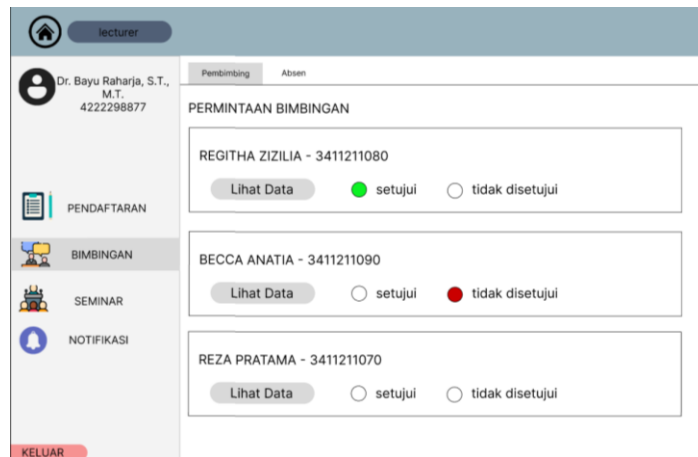 lecturer
Dr. Bayu Raharja, S.T.,
M.T.
4222298877
PENDAFTARAN
BIMBINGAN
SEMINAR
NOTIFIKASI
KELUAR
Pembimbing Absen
PERMINTAAN BIMBINGAN
REGITHA ZIZILIA - 3411211080
Lihat Data setujui tidak disetujui
BECCA ANATIA - 3411211090
Lihat Data setujui tidak disetujui
REZA PRATAMA - 3411211070
Lihat Data setujui tidak disetujui